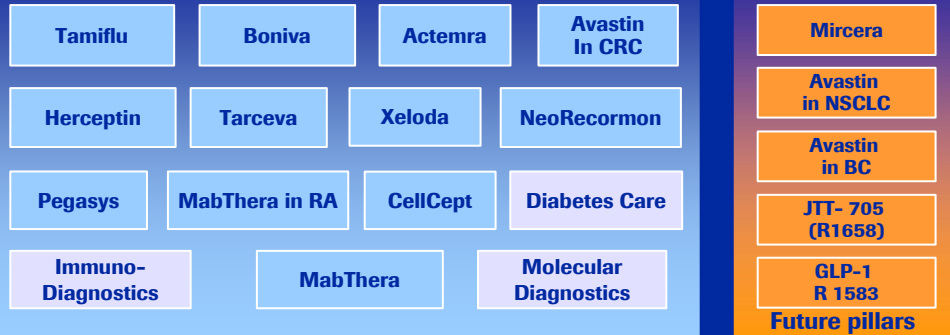 Tamiflu
Boniva
Actemra
Avastin
In CRC
Herceptin
Tarceva
Xeloda
NeoRecormon
Pegasys
MabThera in RA
CellCept
Diabetes Care
Immuno-
Diagnostics
MabThera
Molecular
Diagnostics
Mircera
Avastin
in NSCLC
Avastin
in BC
JTT- 705
(R1658)
GLP-1
R 1583
Future pillars